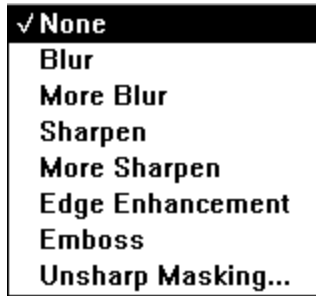 ✓None
Blur
More Blur
Sharpen
More Sharpen
Edge Enhancement
Emboss
Unsharp Masking...